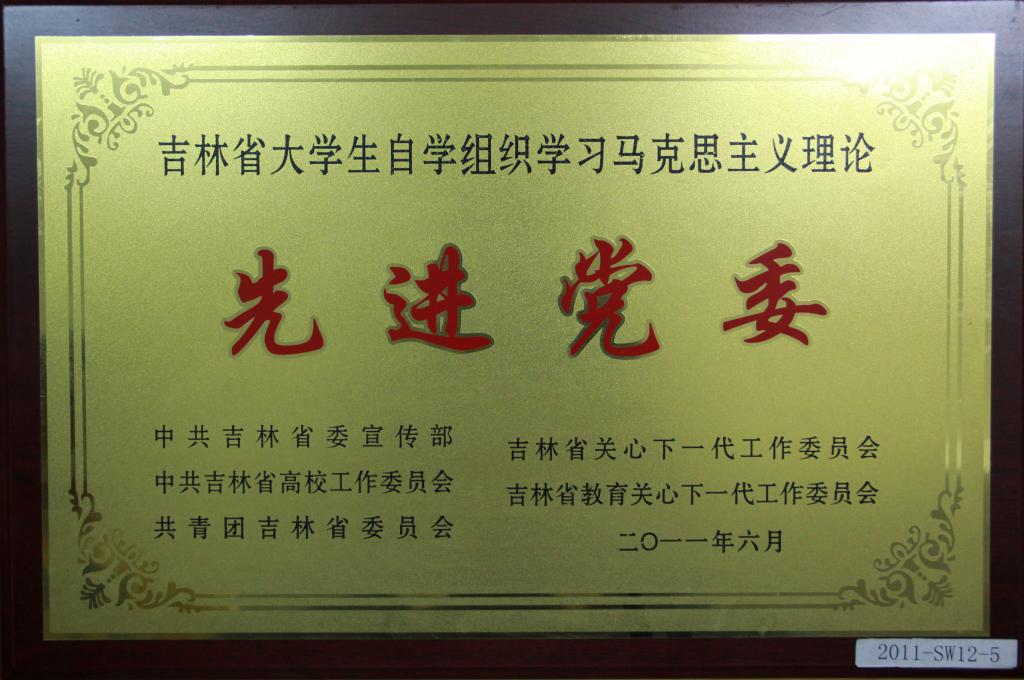 吉林省大学生自学组织学习马克思主义理论
先进党委
中共吉林省委宣传部
中共吉林省高校工作委员会
共青团吉林省委员会
吉林省关心下一代工作委员会
吉林省教育关心下一代工作委员会
二〇一一年六月
2011-SW12-5